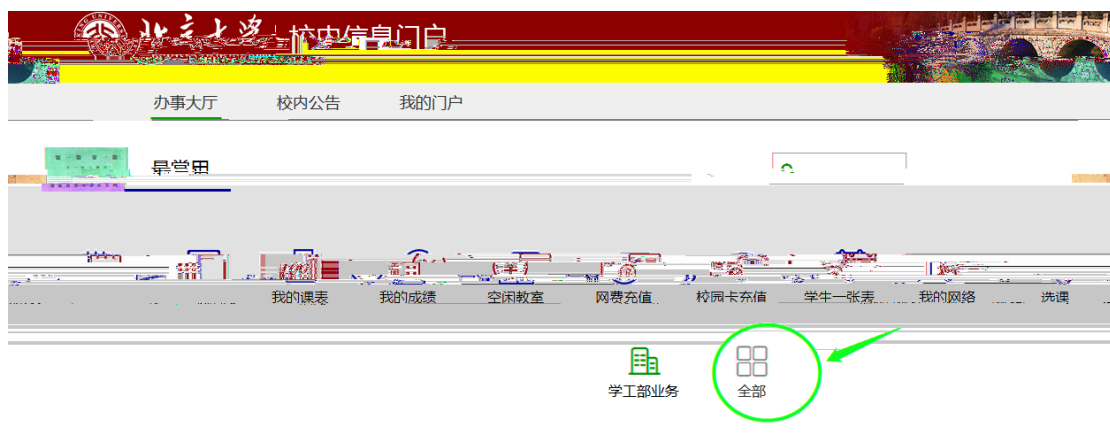 北京大学 校内信息门户
办事大厅 校内公告 我的门户
最常用
我的课表 我的成绩 空闲教室 网费充值 校园卡充值 学生一张表 我的网络 选课
学工部业务 全部